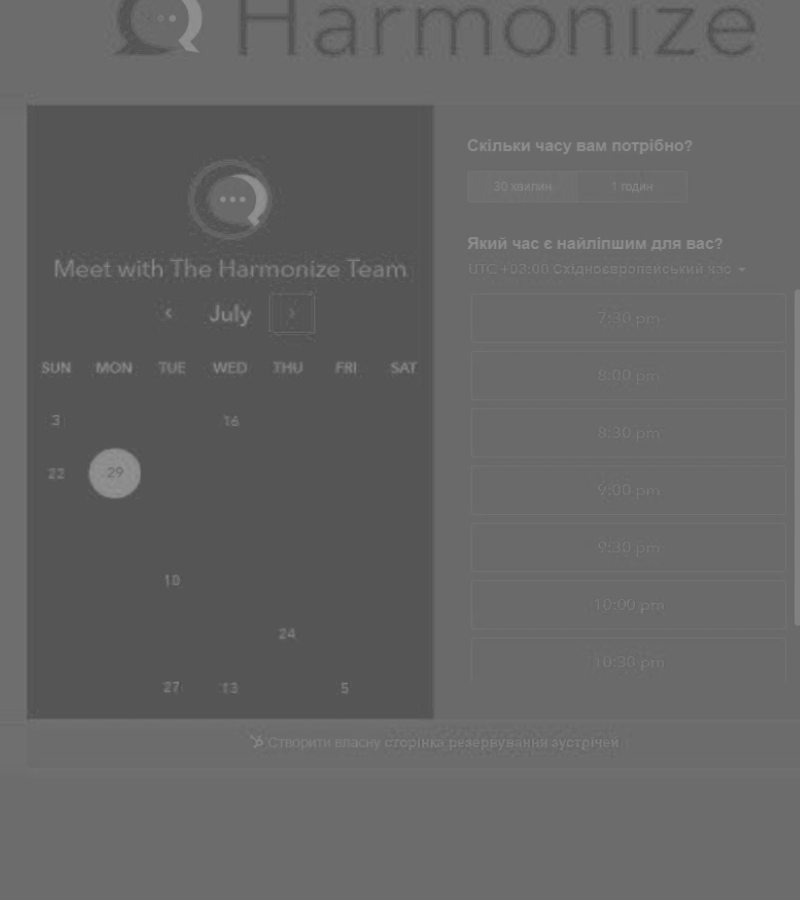 Harmonize
Meet with The Harmonize Team
July
SUN MON TUE WED THU FRI SAT
3 16
22 29
18
24
27 13 5
Скільки часу вам потрібно?
30 хвилин 1 годин
Який час є найліпшим для вас?
UTC +03:00 Східноєвропейський час
7:30 pm
8:00 pm
8:30 pm
9:00 pm
9:30 pm
10:00 pm
10:30 pm
Створити власну сторінка резервування зустрічей